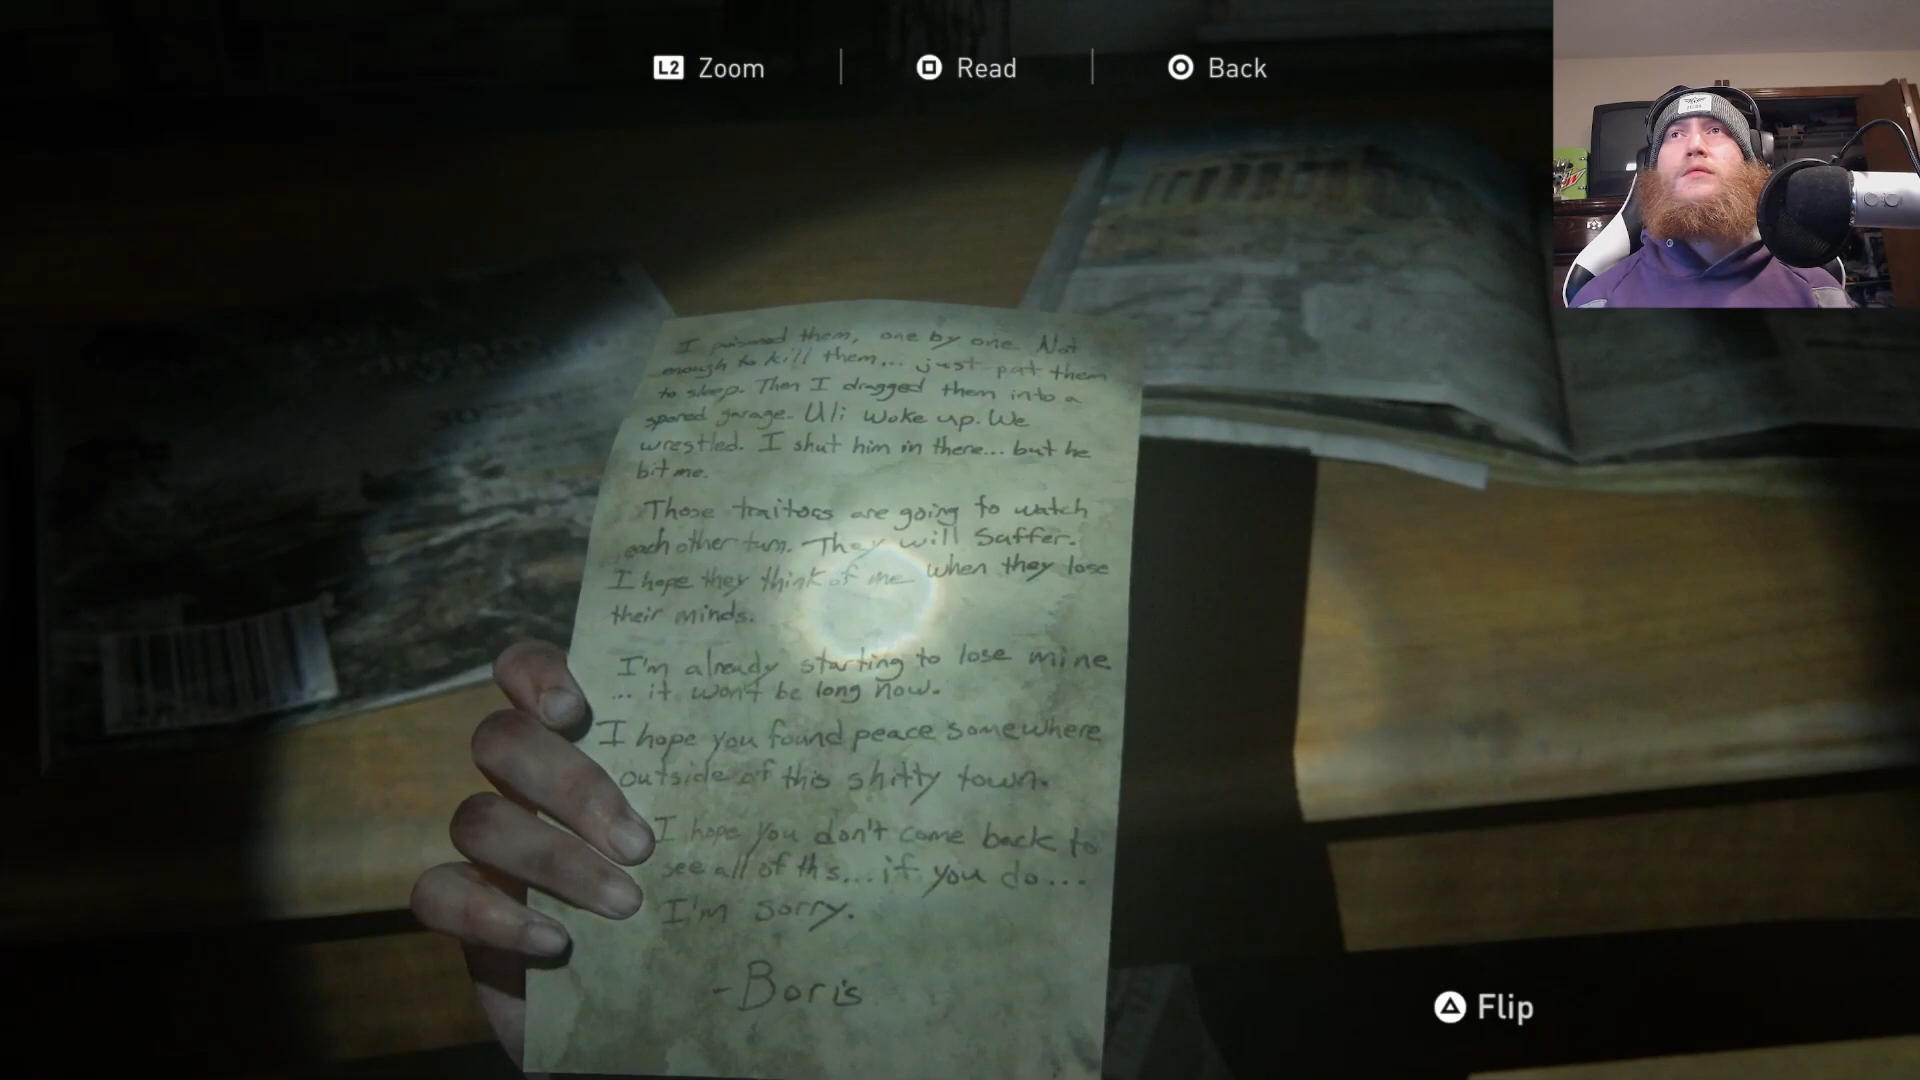 L2 Zoom | Read | Back
I poisoned them, one by one. Not
enough to kill them... just put them
to sleep. Then I dragged them into a
spored garage. Uli woke up. We
wrestled. I shut him in there... but he
bit me.
Those traitors are going to watch
each other turn. They will suffer.
I hope they think of me when they lose
their minds.
I'm already starting to lose mine
... it won't be long now.
I hope you found peace somewhere
outside of this shitty town.
I hope you don't come back to
see all of ths... if you do...
I'm sorry.
-Boris
Flip